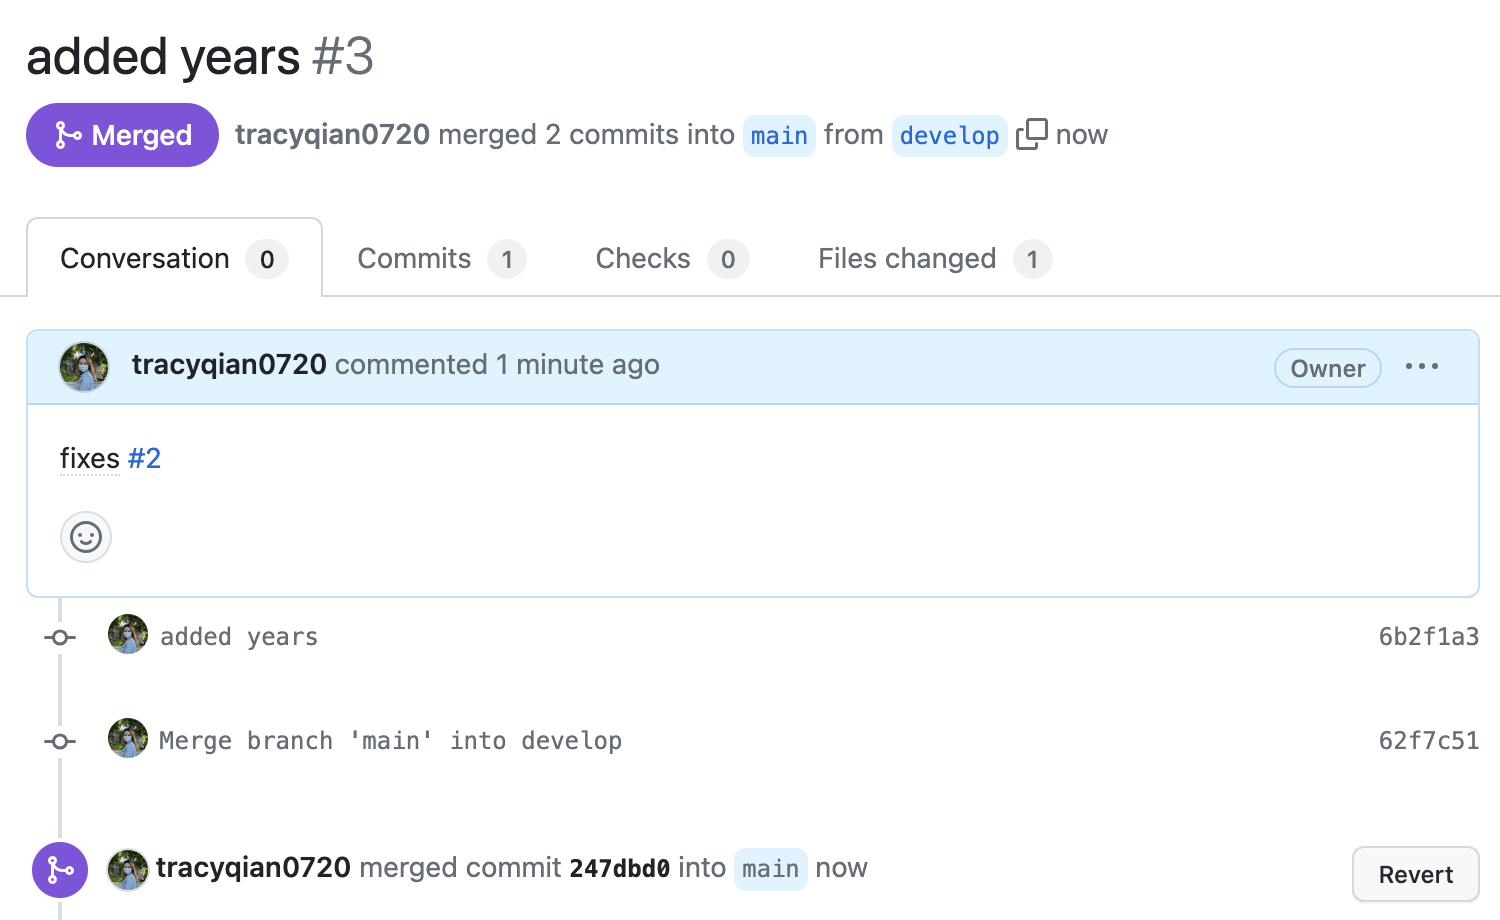 added years #3
Merged tracyqian0720 merged 2 commits into main from develop now
Conversation 0 Commits 1 Checks 0 Files changed 1
tracyqian0720 commented 1 minute ago Owner
fixes #2
added years 6b2f1a3
Merge branch 'main' into develop 62f7c51
tracyqian0720 merged commit 247dbd0 into main now Revert